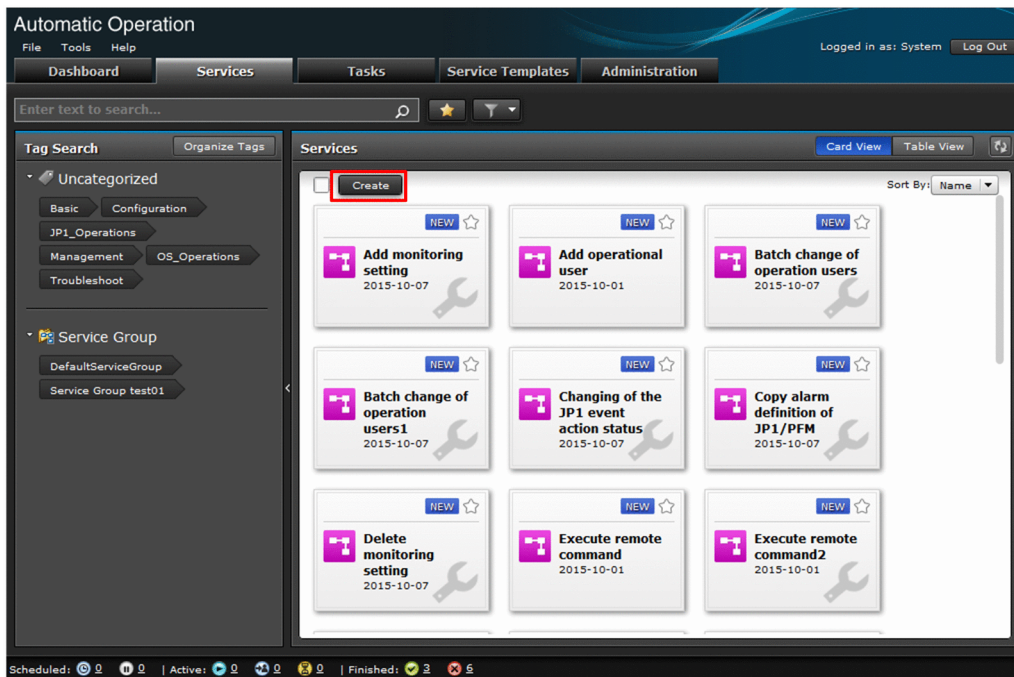 Automatic Operation
File Tools Help
Logged in as: System Log Out
Dashboard Services Tasks Service Templates Administration
Enter text to search...
Tag Search Organize Tags
Uncategorized
Basic Configuration
JP1_Operations
Management OS_Operations
Troubleshoot
Service Group
DefaultServiceGroup
Service Group test01
Services Card View Table View
Create Sort By: Name
NEW
Add monitoring
setting
2015-10-07
NEW
Add operational
user
2015-10-01
NEW
Batch change of
operation users
2015-10-07
NEW
Batch change of
operation
users1
2015-10-07
NEW
Changing of the
JP1 event
action status
2015-10-07
NEW
Copy alarm
definition of
JP1/PFM
2015-10-07
NEW
Delete
monitoring
setting
2015-10-07
NEW
Execute remote
command
2015-10-01
NEW
Execute remote
command2
2015-10-01
Scheduled: 0 0 | Active: 0 0 0 | Finished: 3 6